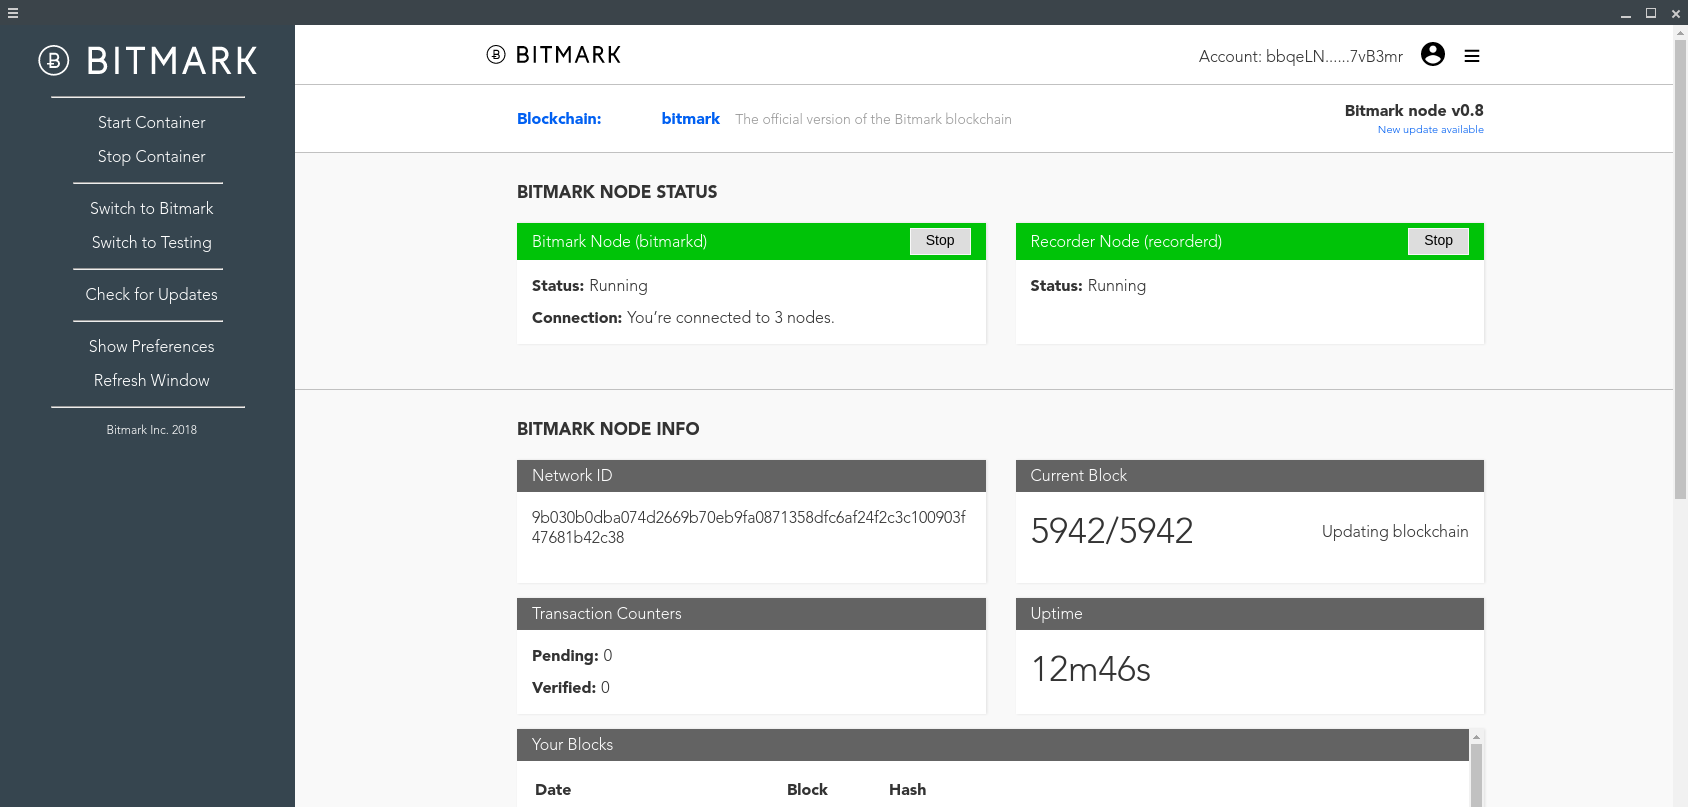 BITMARK
Start Container
Stop Container
Switch to Bitmark
Switch to Testing
Check for Updates
Show Preferences
Refresh Window
Bitmark Inc. 2018
BITMARK
Account: bbqeLN......7vB3mr
Blockchain: bitmark The official version of the Bitmark blockchain
Bitmark node v0.8
New update available
BITMARK NODE STATUS
Bitmark Node (bitmarkd) Stop
Status: Running
Connection: You’re connected to 3 nodes.
Recorder Node (recorderd) Stop
Status: Running
BITMARK NODE INFO
Network ID
9b030b0dba074d2669b70eb9fa0871358dfc6af24f2c3c100903f
47681b42c38
Current Block
5942/5942 Updating blockchain
Transaction Counters
Pending: 0
Verified: 0
Uptime
12m46s
Your Blocks
Date Block Hash